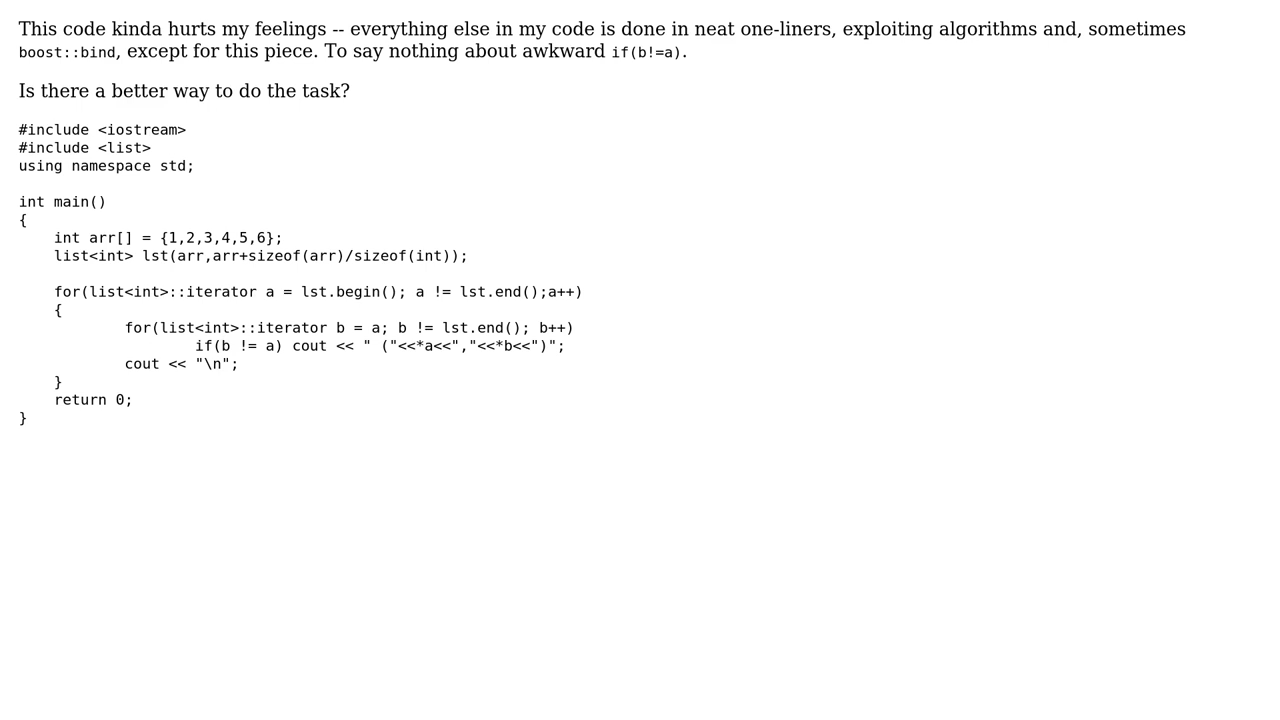 This code kinda hurts my feelings -- everything else in my code is done in neat one-liners, exploiting algorithms and, sometimes
boost::bind, except for this piece. To say nothing about awkward if(b!=a).
Is there a better way to do the task?
#include <iostream>
#include <list>
using namespace std;
int main()
{
    int arr[] = {1,2,3,4,5,6};
    list<int> lst(arr,arr+sizeof(arr)/sizeof(int));
    for(list<int>::iterator a = lst.begin(); a != lst.end();a++)
    {
            for(list<int>::iterator b = a; b != lst.end(); b++)
                    if(b != a) cout << " ("<<*a<<","<<*b<<")";
            cout << "\n";
    }
    return 0;
}